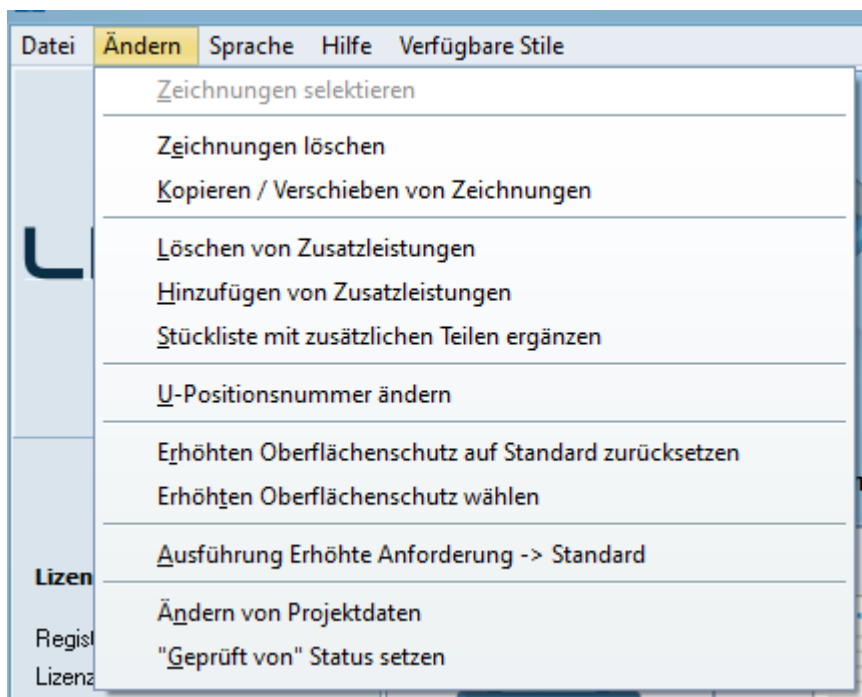 Datei Ändern Sprache Hilfe Verfügbare Stile
Zeichnungen selektieren
Zeichnungen löschen
Kopieren / Verschieben von Zeichnungen
Löschen von Zusatzleistungen
Hinzufügen von Zusatzleistungen
Stückliste mit zusätzlichen Teilen ergänzen
U-Positionsnummer ändern
Erhöhten Oberflächenschutz auf Standard zurücksetzen
Erhöhten Oberflächenschutz wählen
Ausführung Erhöhte Anforderung -> Standard
Ändern von Projektdaten
"Geprüft von" Status setzen